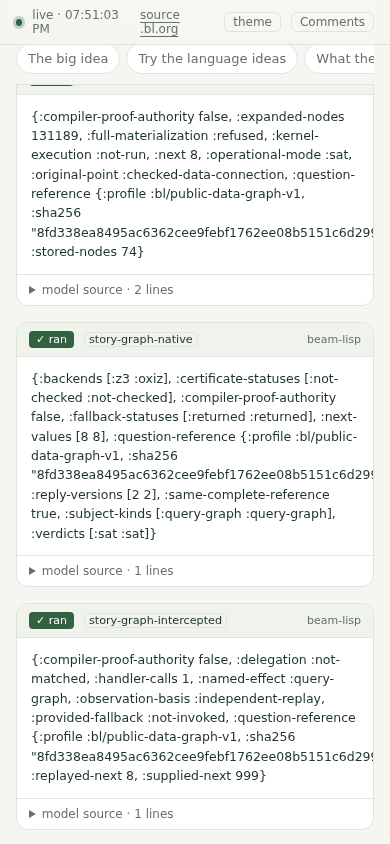 live · 07:51:03 PM
source.bl.org
theme
Comments
The big idea
Try the language ideas
What the
{:compiler-proof-authority false, :expanded-nodes
131189, :full-materialization :refused, :kernel-
execution :not-run, :next 8, :operational-mode :sat,
:original-point :checked-data-connection, :question-
reference {:profile :bl/public-data-graph-v1,
:sha256
"8fd338ea8495ac6362cee9febf1762ee08b5151c6d299
:stored-nodes 74}
▶ model source · 2 lines
✓ ran
story-graph-native
beam-lisp
{:backends [:z3 :oxiz], :certificate-statuses [:not-
checked :not-checked], :compiler-proof-authority
false, :fallback-statuses [:returned :returned], :next-
values [8 8], :question-reference {:profile :bl/public-
data-graph-v1, :sha256
"8fd338ea8495ac6362cee9febf1762ee08b5151c6d299
:reply-versions [2 2], :same-complete-reference
true, :subject-kinds [:query-graph :query-graph],
:verdicts [:sat :sat]}
▶ model source · 1 lines
✓ ran
story-graph-intercepted
beam-lisp
{:compiler-proof-authority false, :delegation :not-
matched, :handler-calls 1, :named-effect :query-
graph, :observation-basis :independent-replay,
:provided-fallback :not-invoked, :question-reference
{:profile :bl/public-data-graph-v1, :sha256
"8fd338ea8495ac6362cee9febf1762ee08b5151c6d299
:replayed-next 8, :supplied-next 999}
▶ model source · 1 lines